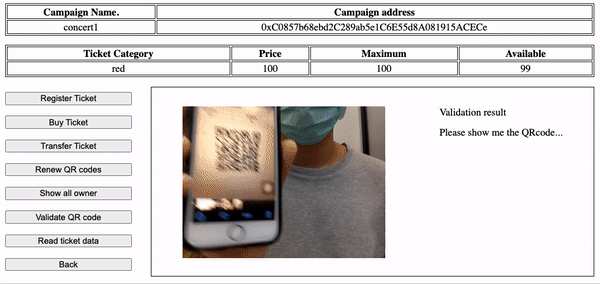 Campaign Name. Campaign address
concert1 0xC0857b68ebd2C289ab5e1C6E55d8A081915ACECe
Ticket Category Price Maximum Available
red 100 100 99
Register Ticket
Buy Ticket
Transfer Ticket
Renew QR codes
Show all owner
Validate QR code
Read ticket data
Back
Validation result
Please show me the QRcode...